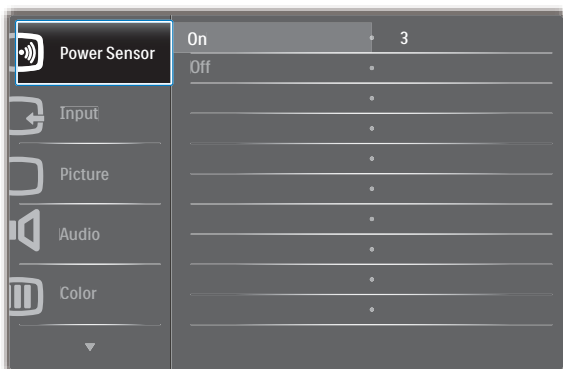 Power Sensor
On 3
Off
Input
Picture
Audio
Color